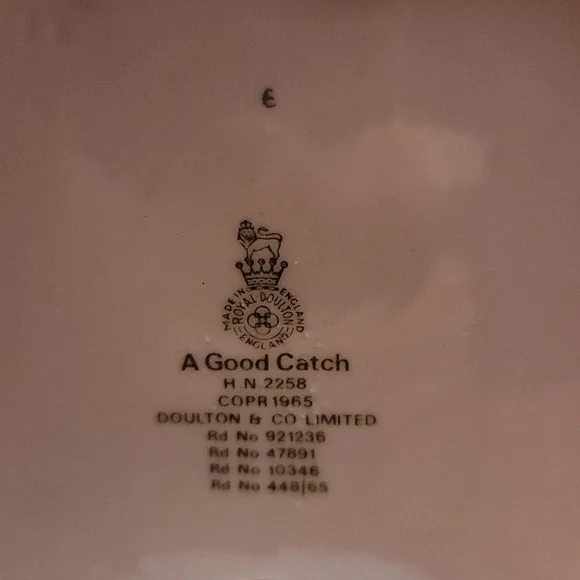 є
MADE IN ENGLAND
ROYAL DOULTON
ENGLAND
A Good Catch
H N 2258
COPR 1965
DOULTON & CO LIMITED
Rd No 921236
Rd No 47891
Rd No 10346
Rd No 448/65